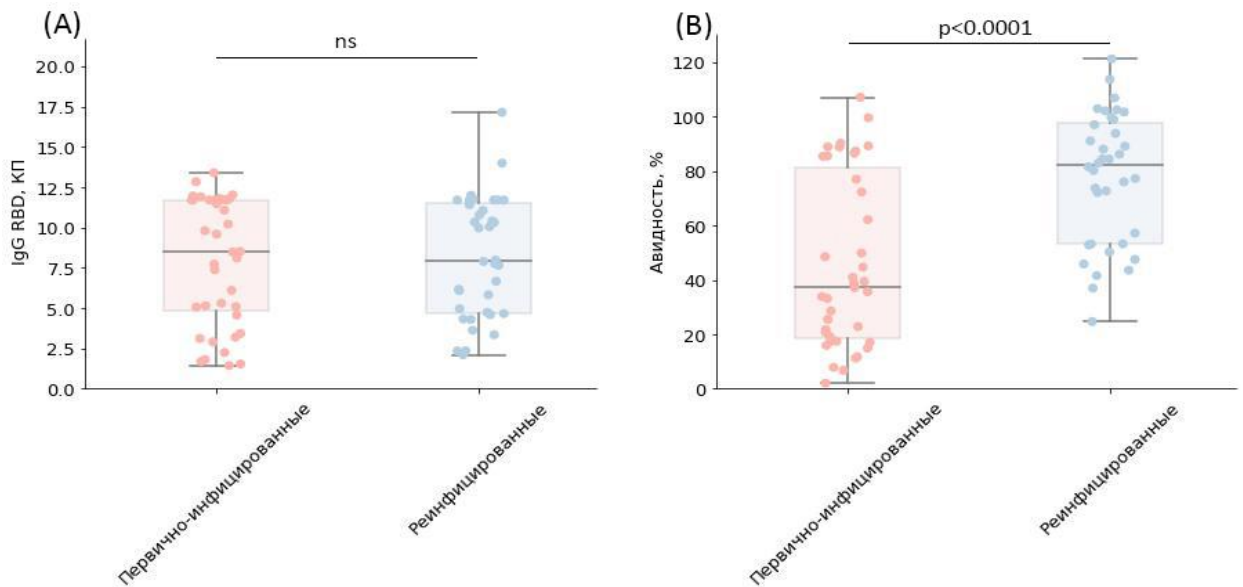 (A)
ns
20.0
17.5
15.0
12.5
10.0
7.5
5.0
2.5
0.0
IgG RBD, КП
Первично-инфицированные
Реинфицированные
(B)
p<0.0001
120
100
80
60
40
20
0
Авидность, %
Первично-инфицированные
Реинфицированные